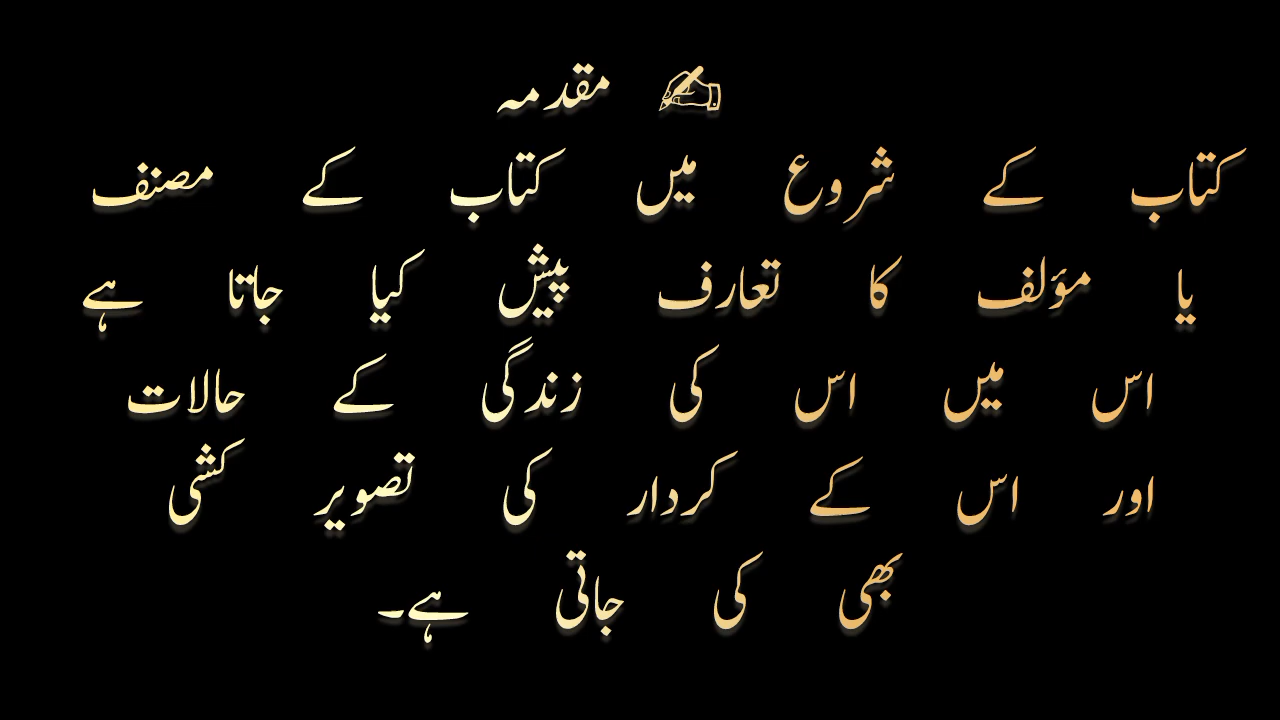 ✍ مقدمہ
کتاب کے شروع میں کتاب کے مصنف
یا مؤلف کا تعارف پیش کیا جاتا ہے
اس میں اس کی زندگی کے حالات
اور اس کے کردار کی تصویر کشی
بھی کی جاتی ہے۔